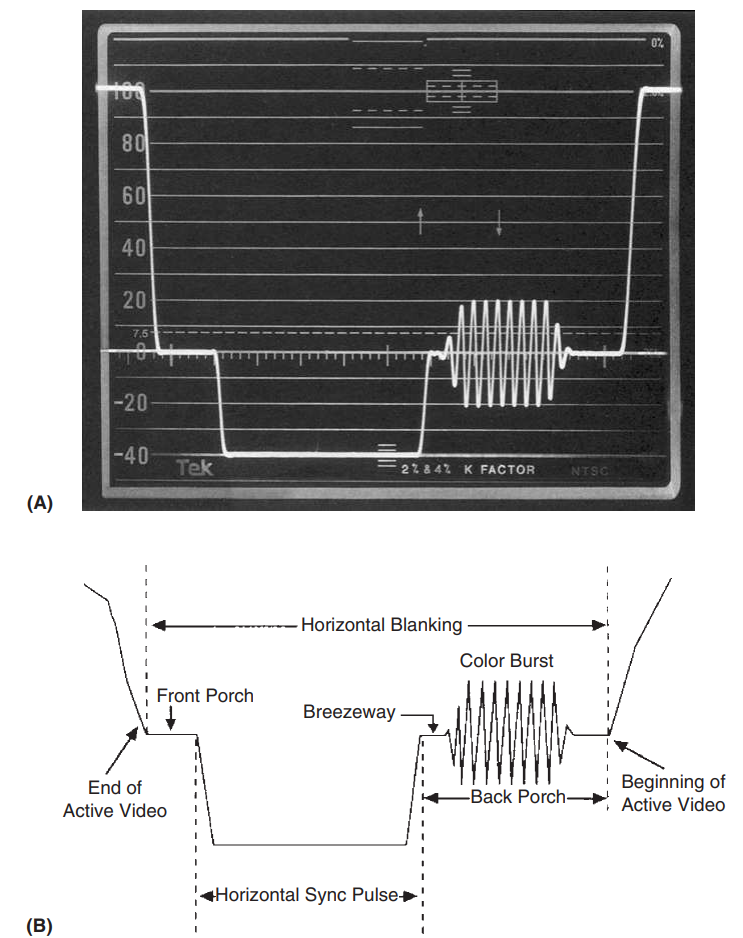 0%
100
80
60
40
20
7.5
0
-20
-40
Tek
2% & 4% K FACTOR
NTSC
(A)
Horizontal Blanking
Color Burst
Front Porch
Breezeway
End of
Active Video
Back Porch
Beginning of
Active Video
Horizontal Sync Pulse
(B)